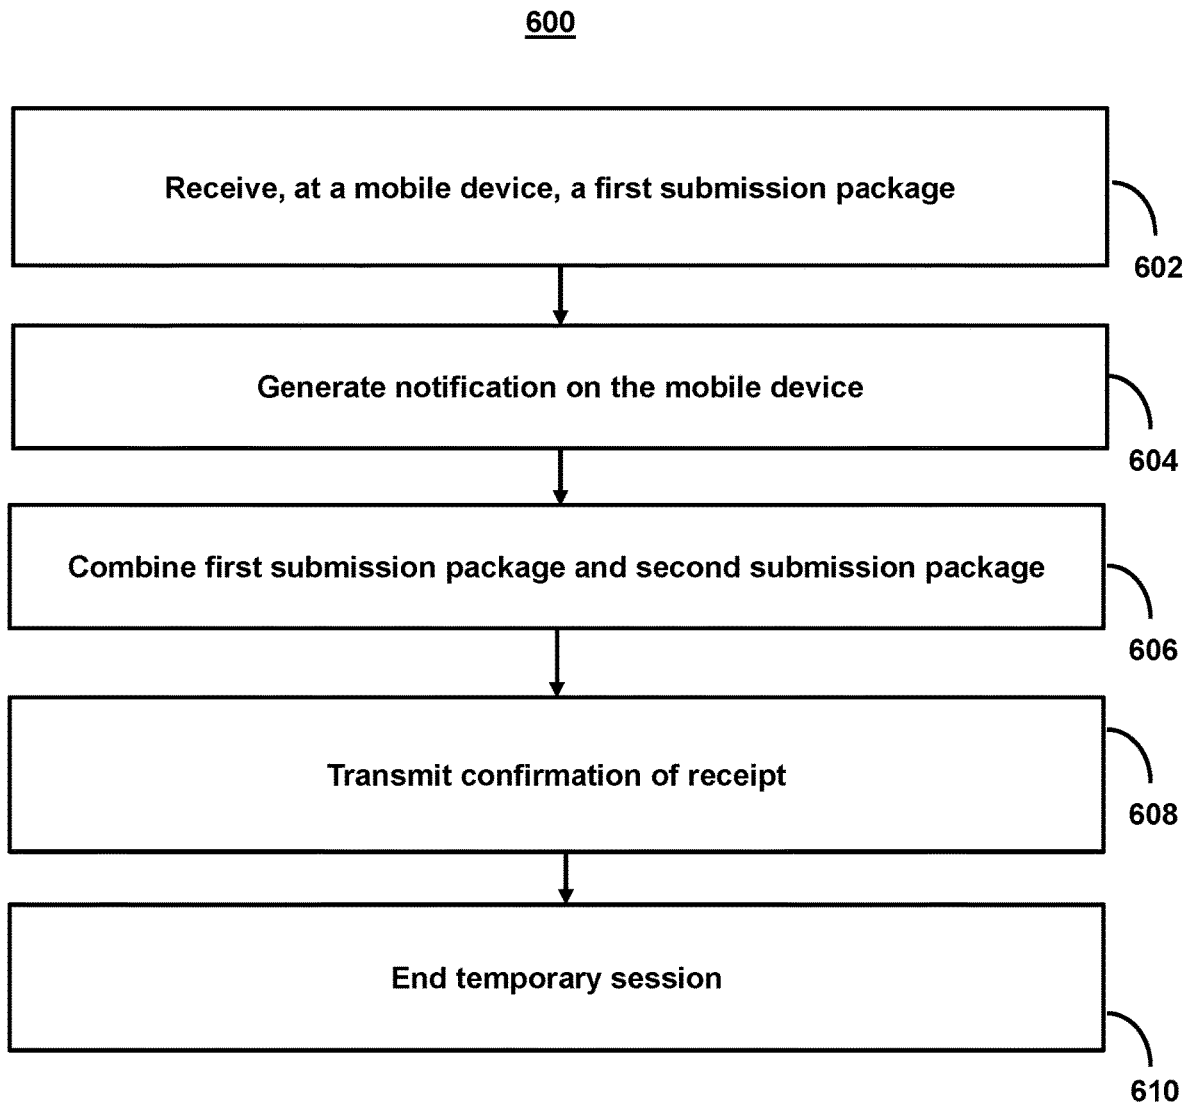 600
Receive, at a mobile device, a first submission package
602
Generate notification on the mobile device
604
Combine first submission package and second submission package
606
Transmit confirmation of receipt
608
End temporary session
610